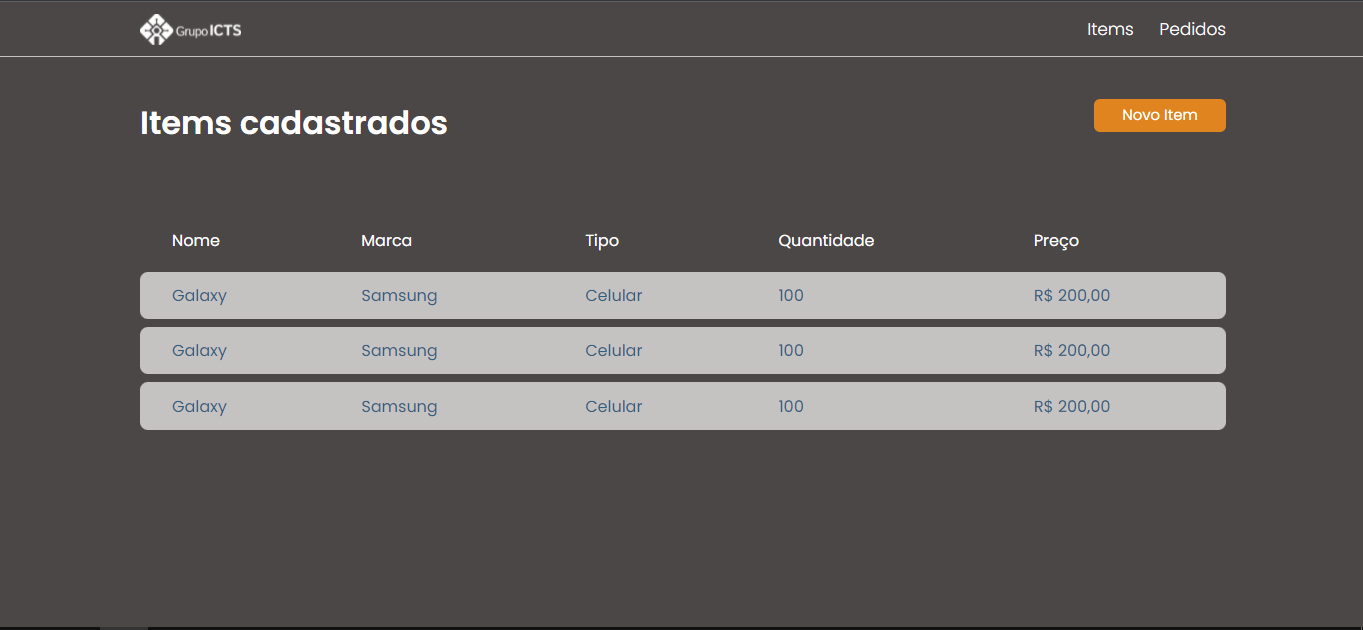 Grupo ICTS Items Pedidos
Items cadastrados Novo Item
Nome Marca Tipo Quantidade Preço
Galaxy Samsung Celular 100 R$ 200,00
Galaxy Samsung Celular 100 R$ 200,00
Galaxy Samsung Celular 100 R$ 200,00